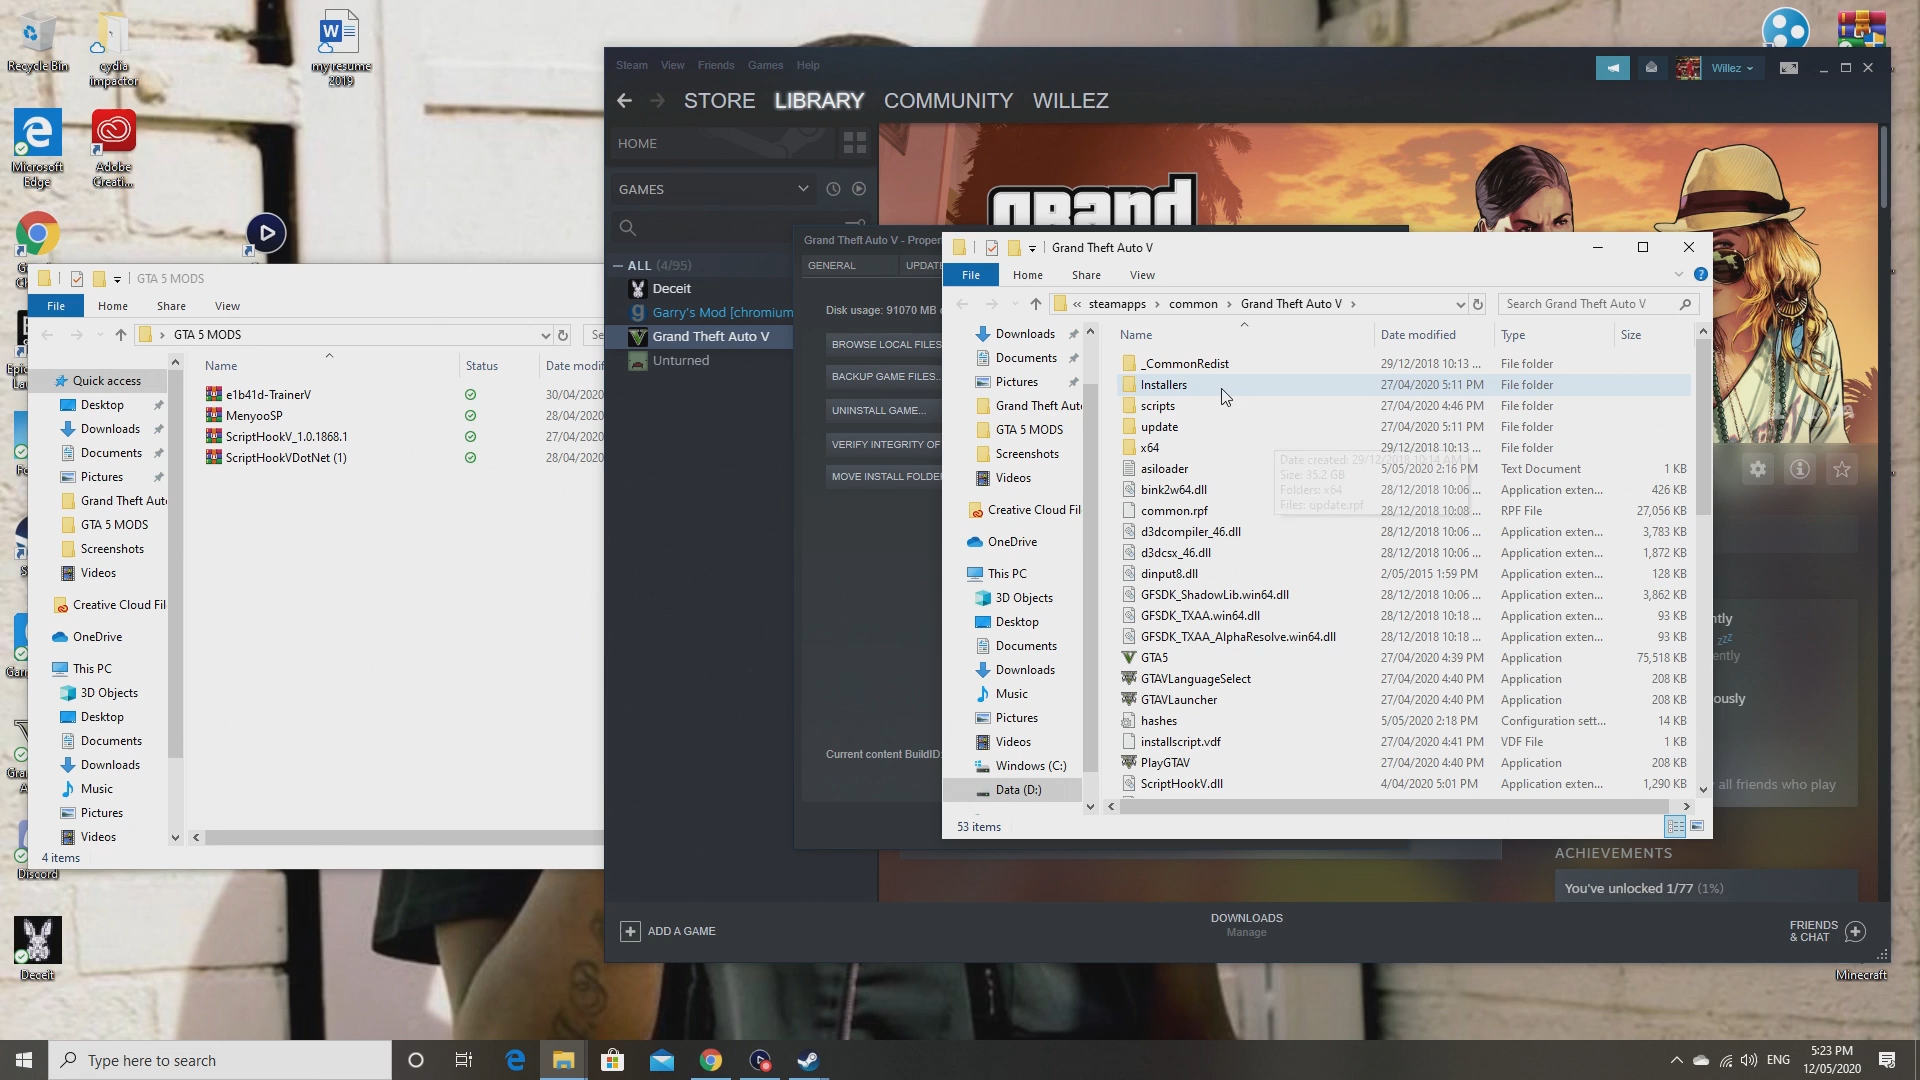 Recycle Bin
cydia impactor
my resume 2019
Microsoft Edge
Adobe Creati...
Discord
Deceit
Minecraft
GTA 5 MODS
File Home Share View
GTA 5 MODS
Name Status Date modif
Quick access
Desktop
Downloads
Documents
Pictures
Grand Theft Aut
GTA 5 MODS
Screenshots
Videos
Creative Cloud Fil
OneDrive
This PC
3D Objects
Desktop
Documents
Downloads
Music
Pictures
Videos
e1b41d-TrainerV 30/04/2020
MenyooSP 28/04/2020
ScriptHookV_1.0.1868.1 27/04/2020
ScriptHookVDotNet (1) 28/04/2020
4 items
Steam View Friends Games Help
Willez
STORE LIBRARY COMMUNITY WILLEZ
HOME
GAMES
ALL (4/95)
Deceit
Garry's Mod [chromium
Grand Theft Auto V
Unturned
grand
Grand Theft Auto V - Proper
GENERAL UPDATE
Disk usage: 91070 MB
BROWSE LOCAL FILES
BACKUP GAME FILES...
UNINSTALL GAME...
VERIFY INTEGRITY OF
MOVE INSTALL FOLDE
Current content BuildID:
Grand Theft Auto V
File Home Share View
« steamapps > common > Grand Theft Auto V >
Search Grand Theft Auto V
Name Date modified Type Size
Downloads
Documents
Pictures
Grand Theft Aut
GTA 5 MODS
Screenshots
Videos
Creative Cloud Fil
OneDrive
This PC
3D Objects
Desktop
Documents
Downloads
Music
Pictures
Videos
Windows (C:)
Data (D:)
_CommonRedist 29/12/2018 10:13 ... File folder
Installers 27/04/2020 5:11 PM File folder
scripts 27/04/2020 4:46 PM File folder
update 27/04/2020 5:11 PM File folder
x64 29/12/2018 10:13 ... File folder
asiloader 5/05/2020 2:16 PM Text Document 1 KB
bink2w64.dll 28/12/2018 10:06 ... Application exten... 426 KB
common.rpf 28/12/2018 10:08 ... RPF File 27,056 KB
d3dcompiler_46.dll 28/12/2018 10:06 ... Application exten... 3,783 KB
d3dcsx_46.dll 28/12/2018 10:06 ... Application exten... 1,872 KB
dinput8.dll 2/05/2015 1:59 PM Application exten... 128 KB
GFSDK_ShadowLib.win64.dll 28/12/2018 10:06 ... Application exten... 3,862 KB
GFSDK_TXAA.win64.dll 28/12/2018 10:18 ... Application exten... 93 KB
GFSDK_TXAA_AlphaResolve.win64.dll 28/12/2018 10:18 ... Application exten... 93 KB
GTA5 27/04/2020 4:39 PM Application 75,518 KB
GTAVLanguageSelect 27/04/2020 4:40 PM Application 208 KB
GTAVLauncher 27/04/2020 4:40 PM Application 208 KB
hashes 5/05/2020 2:18 PM Configuration sett... 14 KB
installscript.vdf 27/04/2020 4:41 PM VDF File 1 KB
PlayGTAV 27/04/2020 4:40 PM Application 208 KB
ScriptHookV.dll 4/04/2020 5:01 PM Application exten... 1,290 KB
Date created: 29/12/2018 10:14 AM
Size: 35.2 GB
Folders: x64
Files: update.rpf
53 items
all friends who play
ACHIEVEMENTS
You've unlocked 1/77 (1%)
ADD A GAME
DOWNLOADS
Manage
FRIENDS & CHAT
Type here to search
ENG
5:23 PM
12/05/2020